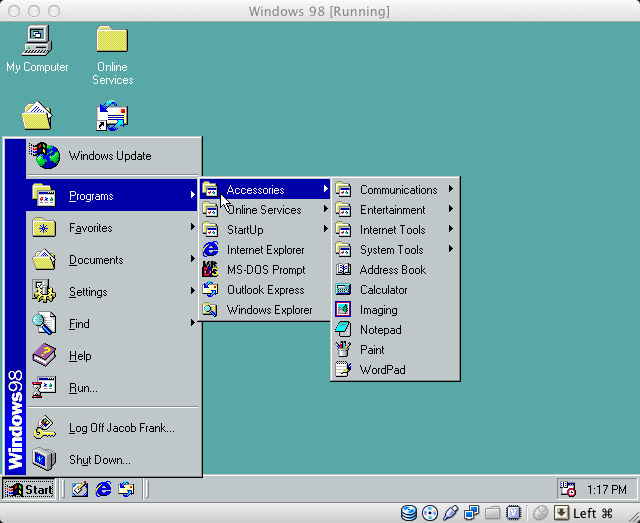 Windows 98 [Running]
My Computer
Online
Services
Windows Update
Programs
Favorites
Documents
Settings
Find
Help
Run...
Log Off Jacob Frank...
Shut Down...
Windows98
Accessories
Online Services
StartUp
Internet Explorer
MS-DOS Prompt
Outlook Express
Windows Explorer
Communications
Entertainment
Internet Tools
System Tools
Address Book
Calculator
Imaging
Notepad
Paint
WordPad
Start
1:17 PM
Left ⌘